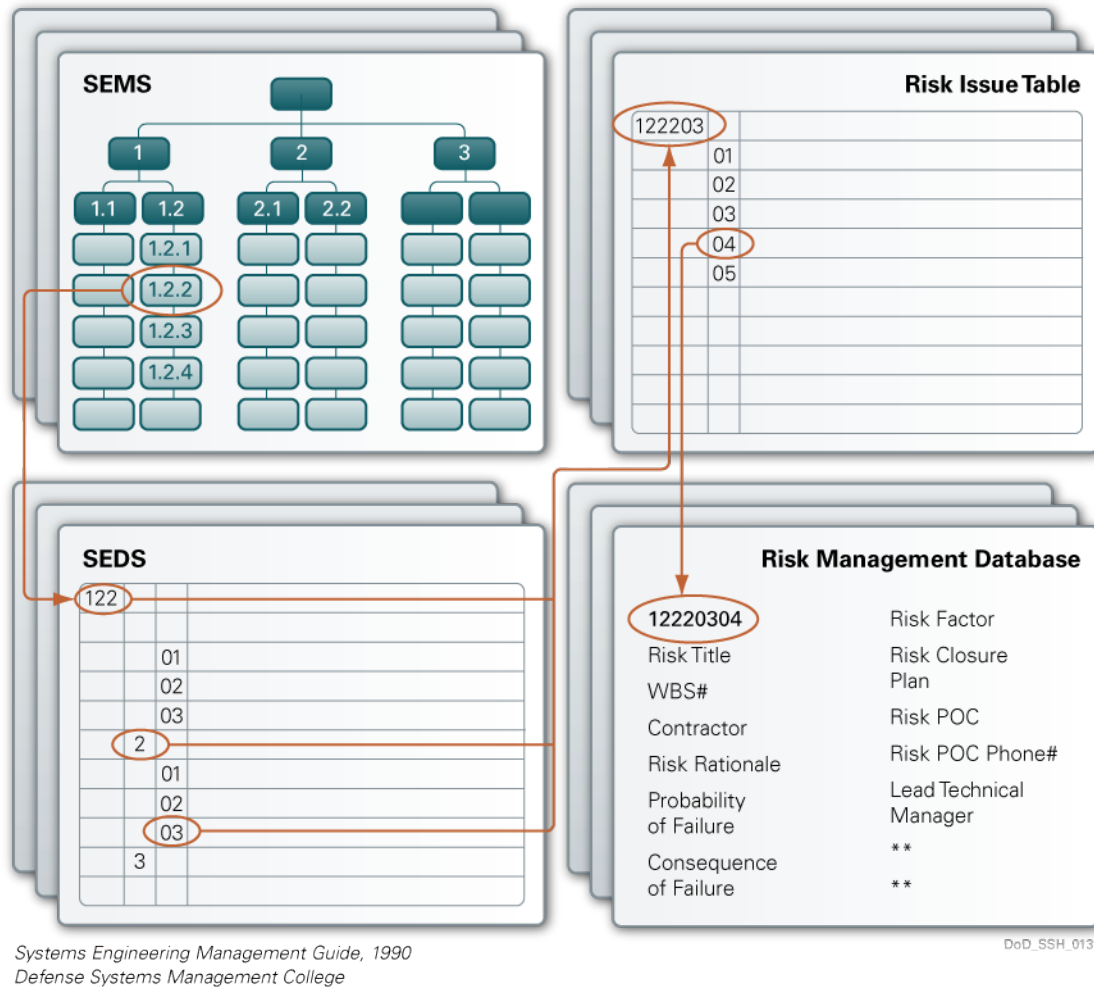 SEMS
1
2
3
1.1
1.2
2.1
2.2
1.2.1
1.2.2
1.2.3
1.2.4
Risk Issue Table
122203
01
02
03
04
05
SEDS
122
01
02
03
2
01
02
03
3
Risk Management Database
12220304
Risk Title
WBS#
Contractor
Risk Rationale
Probability
of Failure
Consequence
of Failure
Risk Factor
Risk Closure
Plan
Risk POC
Risk POC Phone#
Lead Technical
Manager
**
**
Systems Engineering Management Guide, 1990
Defense Systems Management College
DoD_SSH_013